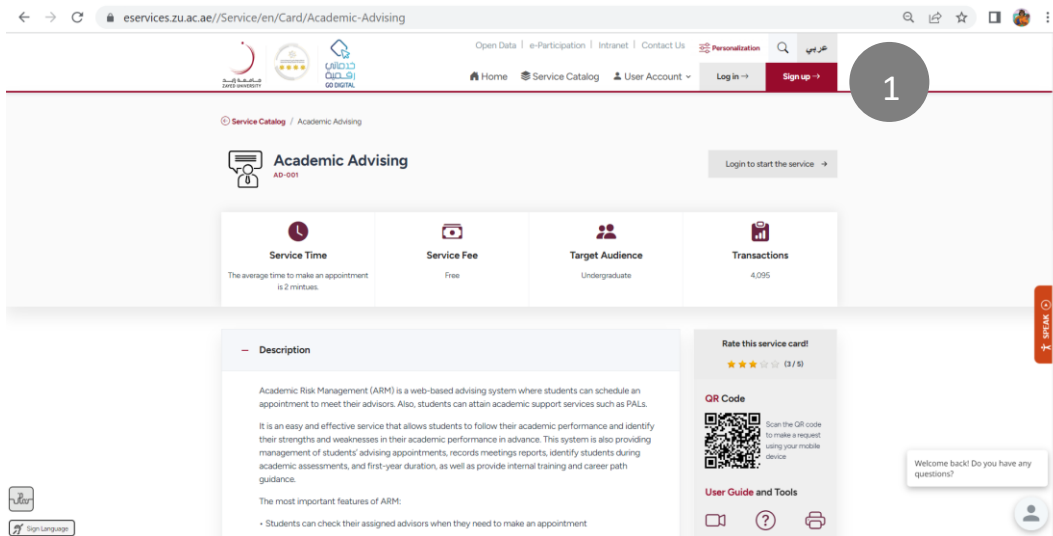 eservices.zu.ac.ae//Service/en/Card/Academic-Advising
Open Data | e-Participation | Intranet | Contact Us
Personalization
عربي
جامعة زايد
ZAYED UNIVERSITY
خدماتي
رقمية
GO DIGITAL
Home
Service Catalog
User Account
Log in →
Sign up →
1
Service Catalog / Academic Advising
Academic Advising
AD-001
Login to start the service →
Service Time
The average time to make an appointment
is 2 mintues.
Service Fee
Free
Target Audience
Undergraduate
Transactions
4,095
SPEAK
– Description
Academic Risk Management (ARM) is a web-based advising system where students can schedule an
appointment to meet their advisors. Also, students can attain academic support services such as PALs.
It is an easy and effective service that allows students to follow their academic performance and identify
their strengths and weaknesses in their academic performance in advance. This system is also providing
management of students' advising appointments, records meetings reports, identify students during
academic assessments, and first-year duration, as well as provide internal training and career path
guidance.
The most important features of ARM:
• Students can check their assigned advisors when they need to make an appointment
Rate this service card!
(3 / 5)
QR Code
Scan the QR code
to make a request
using your mobile
device
User Guide and Tools
Welcome back! Do you have any
questions?
Sign Language